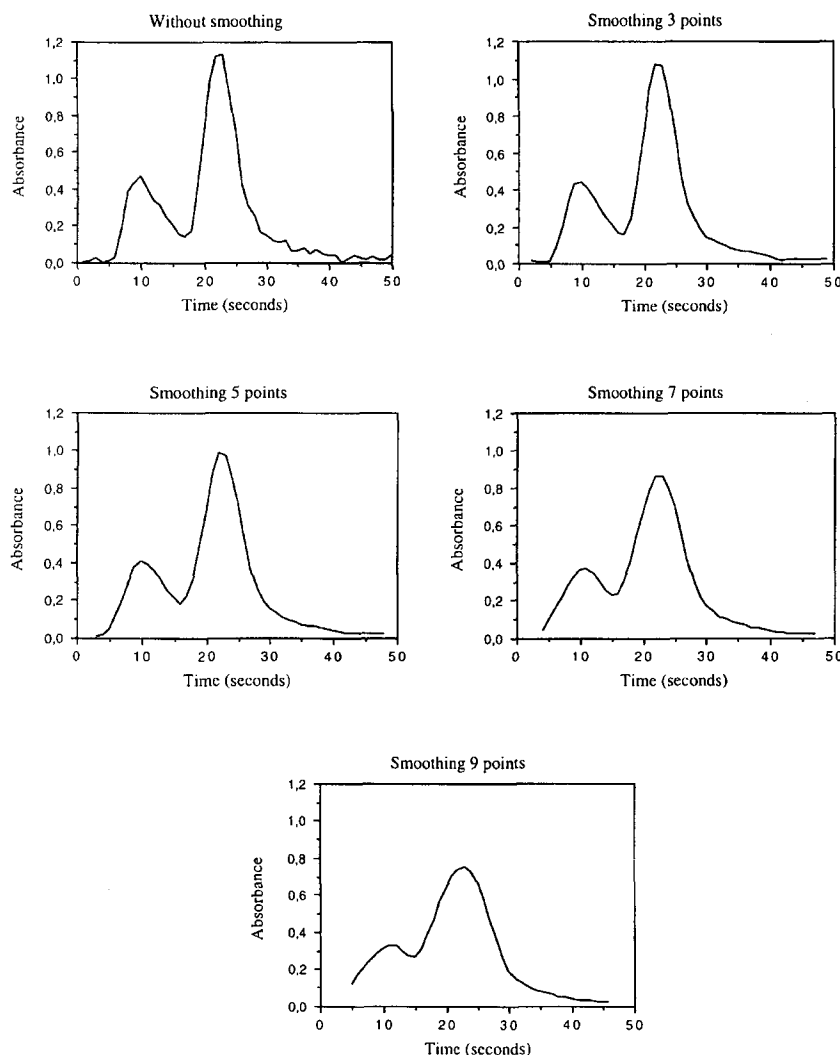 Without smoothing
1,2
1,0
0,8
0,6
0,4
0,2
0,0
Absorbance
0 10 20 30 40 50
Time (seconds)
Smoothing 3 points
1,2
1,0
0,8
0,6
0,4
0,2
0,0
Absorbance
0 10 20 30 40 50
Time (seconds)
Smoothing 5 points
1,2
1,0
0,8
0,6
0,4
0,2
0,0
Absorbance
0 10 20 30 40 50
Time (seconds)
Smoothing 7 points
1,2
1,0
0,8
0,6
0,4
0,2
0,0
Absorbance
0 10 20 30 40 50
Time (seconds)
Smoothing 9 points
1,2
1,0
0,8
0,6
0,4
0,2
0,0
Absorbance
0 10 20 30 40 50
Time (seconds)